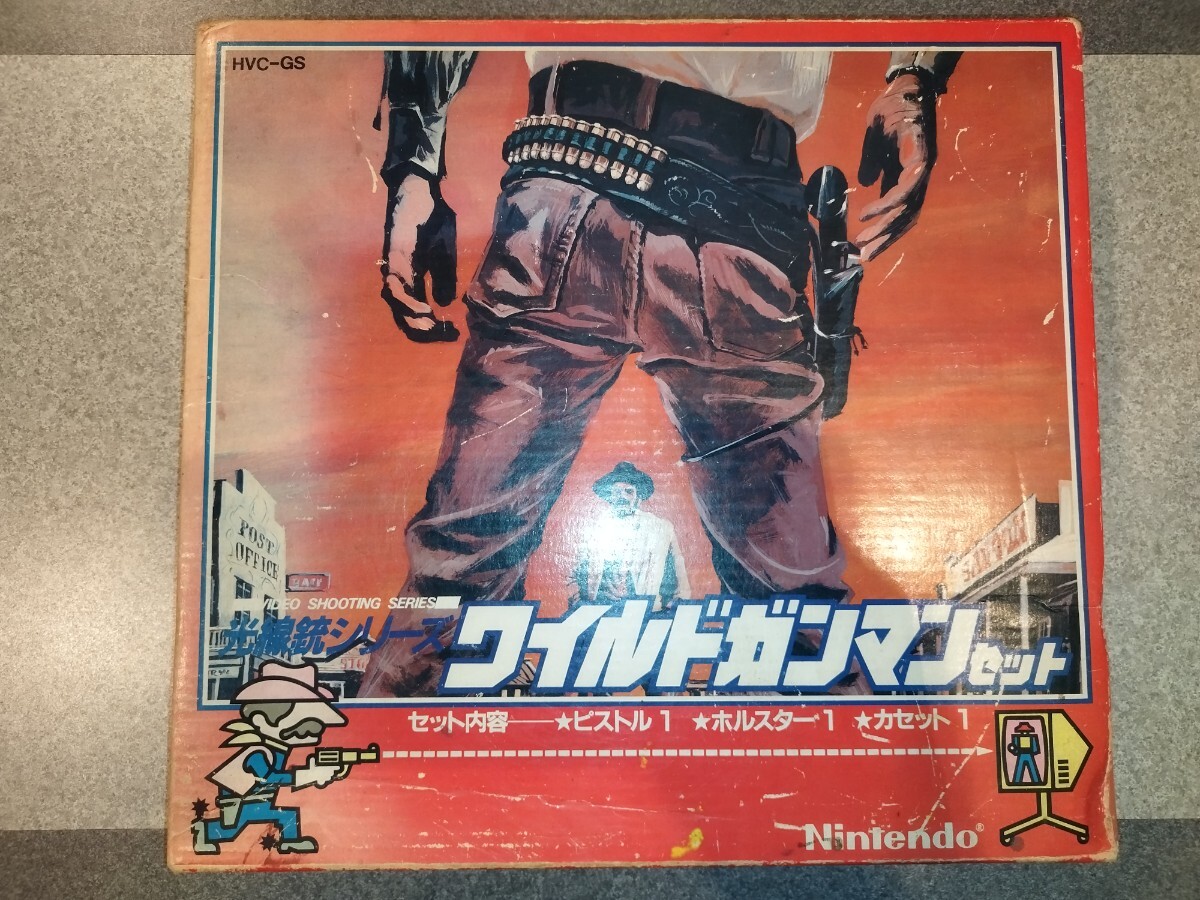 HVC-GS
POST
OFFICE
VIDEO SHOOTING SERIES
光線銃シリーズ
ワイルドガンマンセット
セット内容──★ピストル1 ★ホルスター1 ★カセット1
Nintendo®